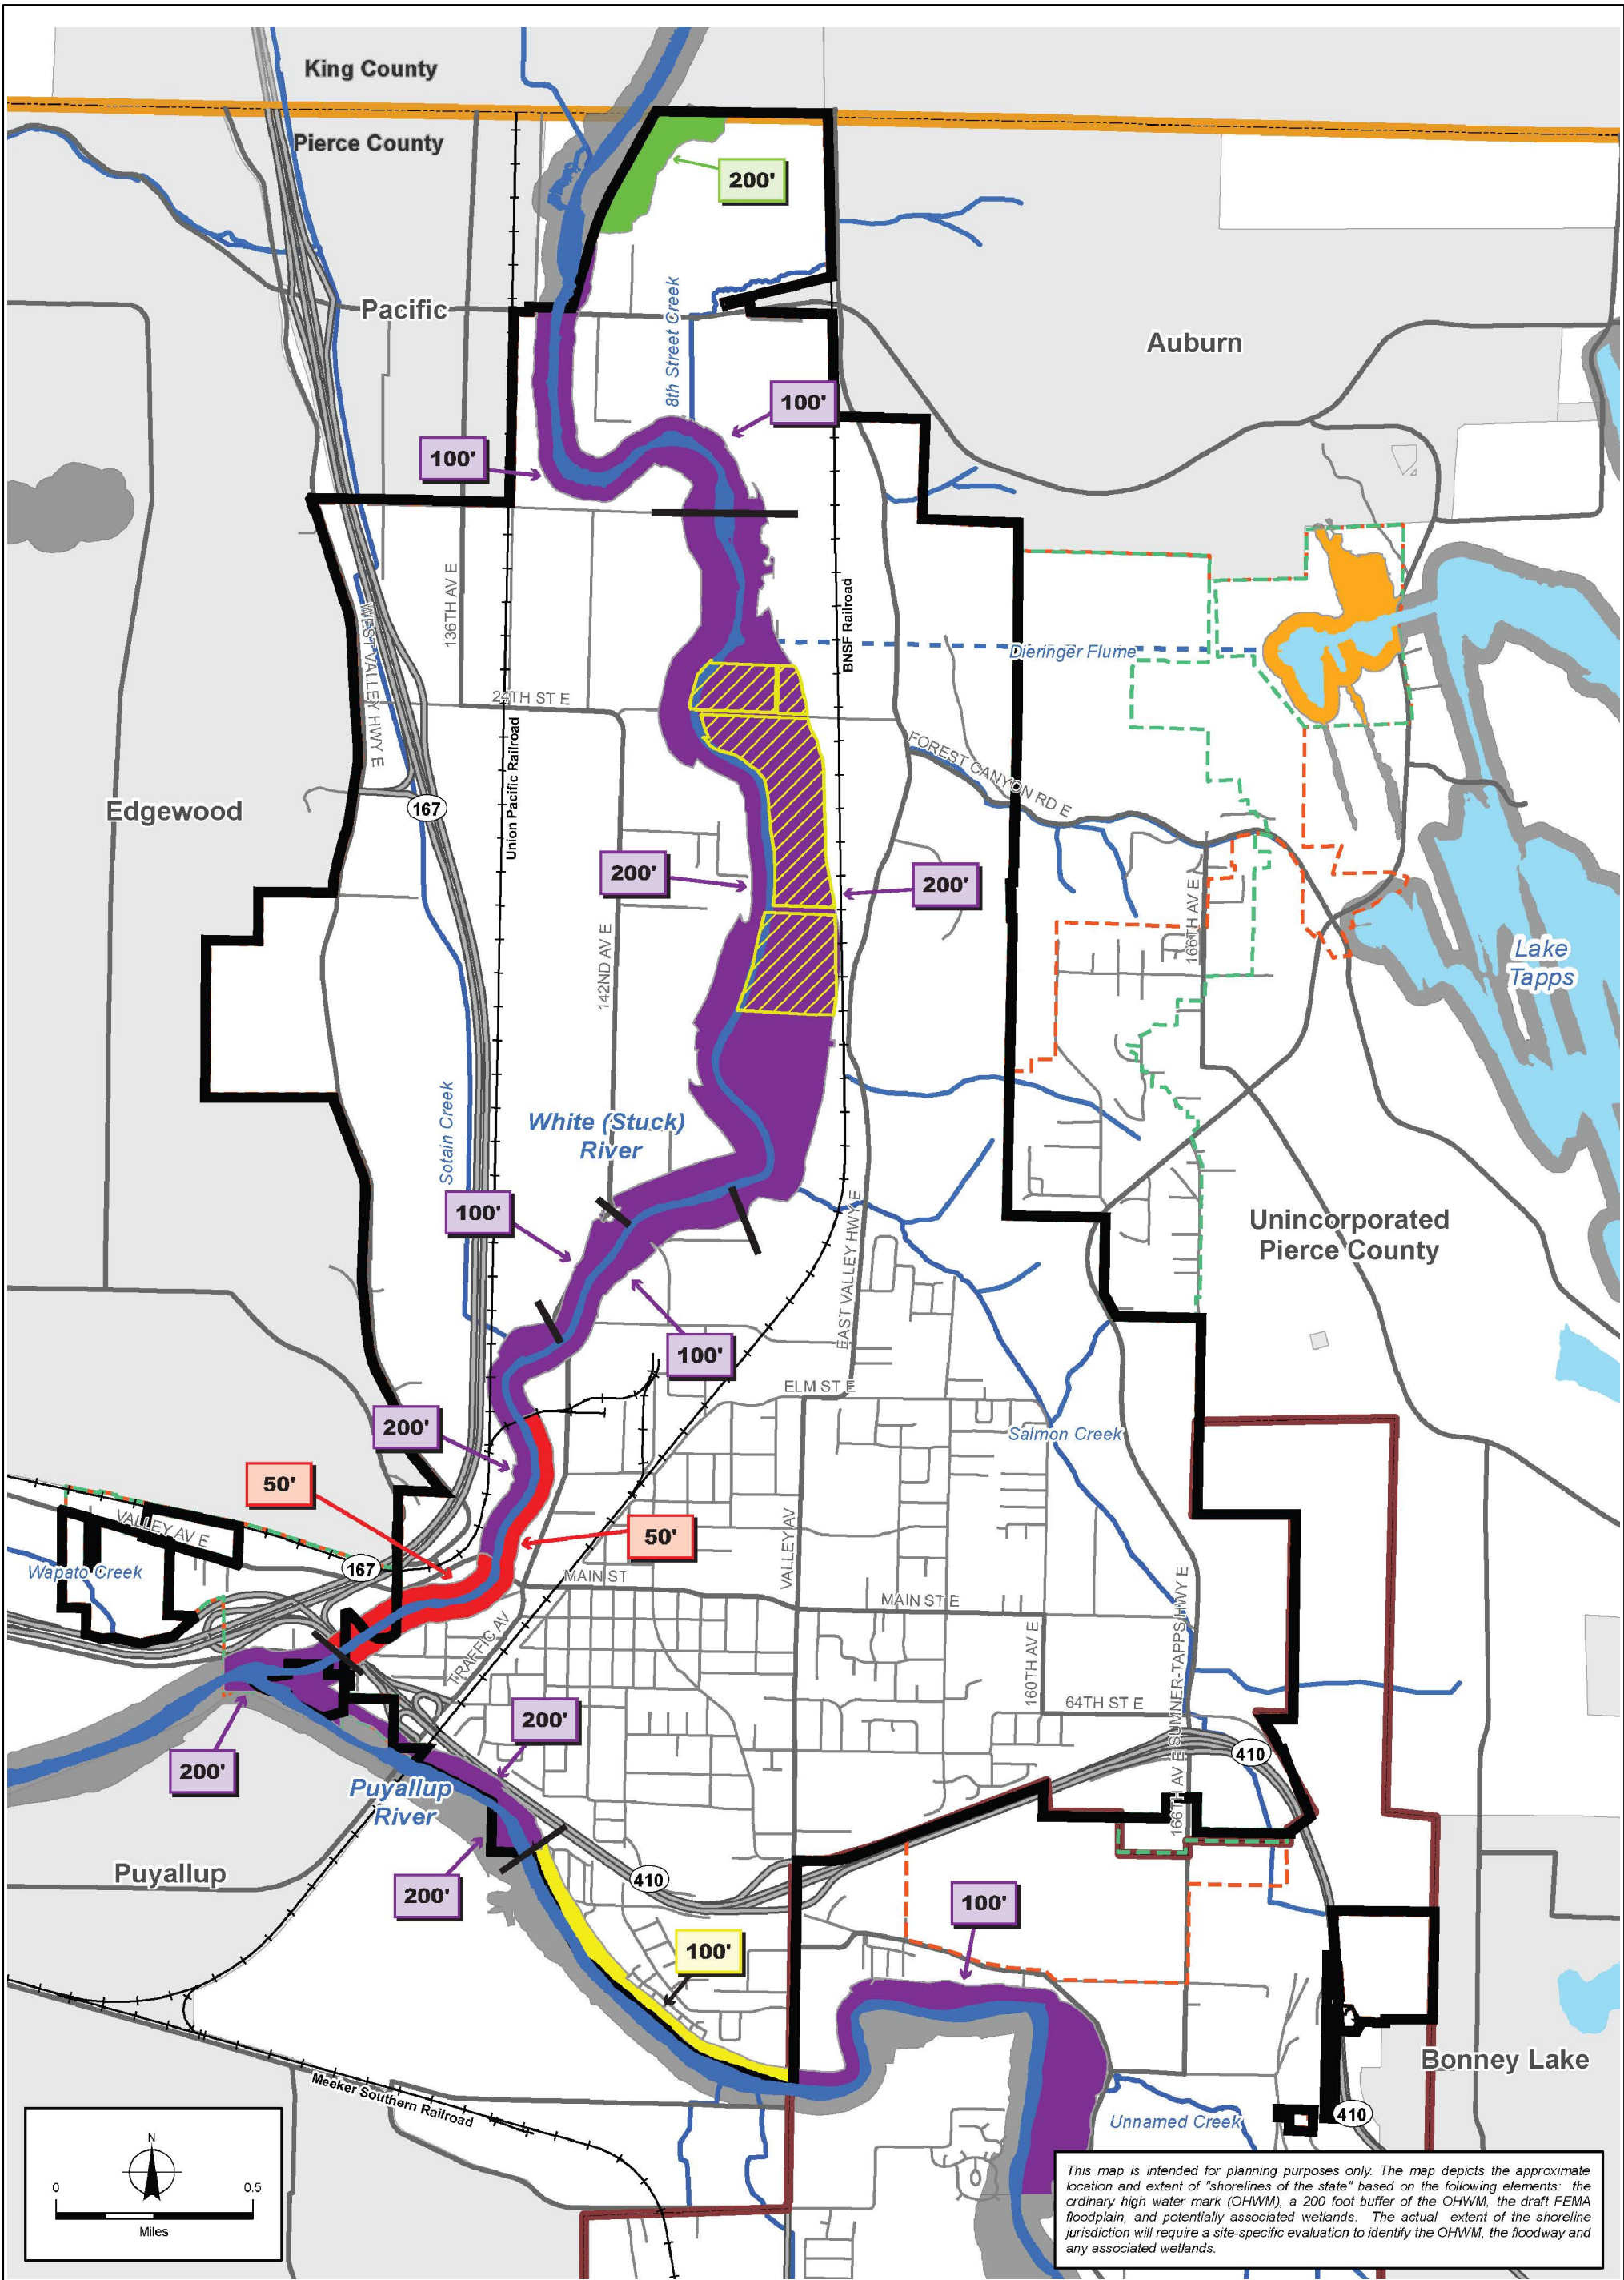 King County
Pierce County
200'
Pacific
8th Street Creek
Auburn
100'
100'
136TH AV E
WEST VALLEY HWY E
BNSF Railroad
Dieringer Flume
24TH ST E
Union Pacific Railroad
FOREST CANYON RD E
Edgewood
167
200'
200'
166TH AV E
142ND AV E
Lake
Tapps
Sotain Creek
White (Stuck)
River
100'
EAST VALLEY HWY E
Unincorporated
Pierce County
100'
ELM ST E
200'
Salmon Creek
50'
VALLEY AV E
50'
VALLEY AV
167
Wapato Creek
MAIN ST
MAIN ST E
166TH AV E SUMNER-TAPPS HWY E
TRAFFIC AV
160TH AV E
64TH ST E
200'
200'
410
Puyallup
River
Puyallup
200'
410
100'
100'
Bonney Lake
Meeker Southern Railroad
Unnamed Creek
410
N
0
0.5
Miles
This map is intended for planning purposes only. The map depicts the approximate
location and extent of "shorelines of the state" based on the following elements: the
ordinary high water mark (OHWM), a 200 foot buffer of the OHWM, the draft FEMA
floodplain, and potentially associated wetlands. The actual extent of the shoreline
jurisdiction will require a site-specific evaluation to identify the OHWM, the floodway and
any associated wetlands.